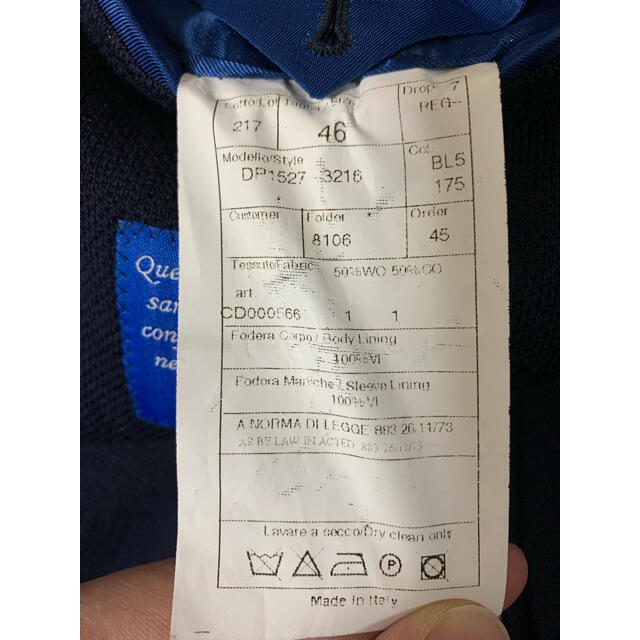 Drop 7
REG--
217
46
Modello/Style
DP1527 3216
Col.
BL5
175
Customer
Folder
8106
Order
45
Tessuto/Fabric 50%WO 50%CO
art.
CD000566 1 1
Fodera Corpo / Body Lining
100%VI
Fodera Maniche / Sleeve Lining
100%VI
A NORMA DI LEGGE 883 26/11/73
AS BY LAW IN ACTED 883 26/11/73
Lavare a secco/Dry clean only
P
Made in Italy
Que
san
con
ne